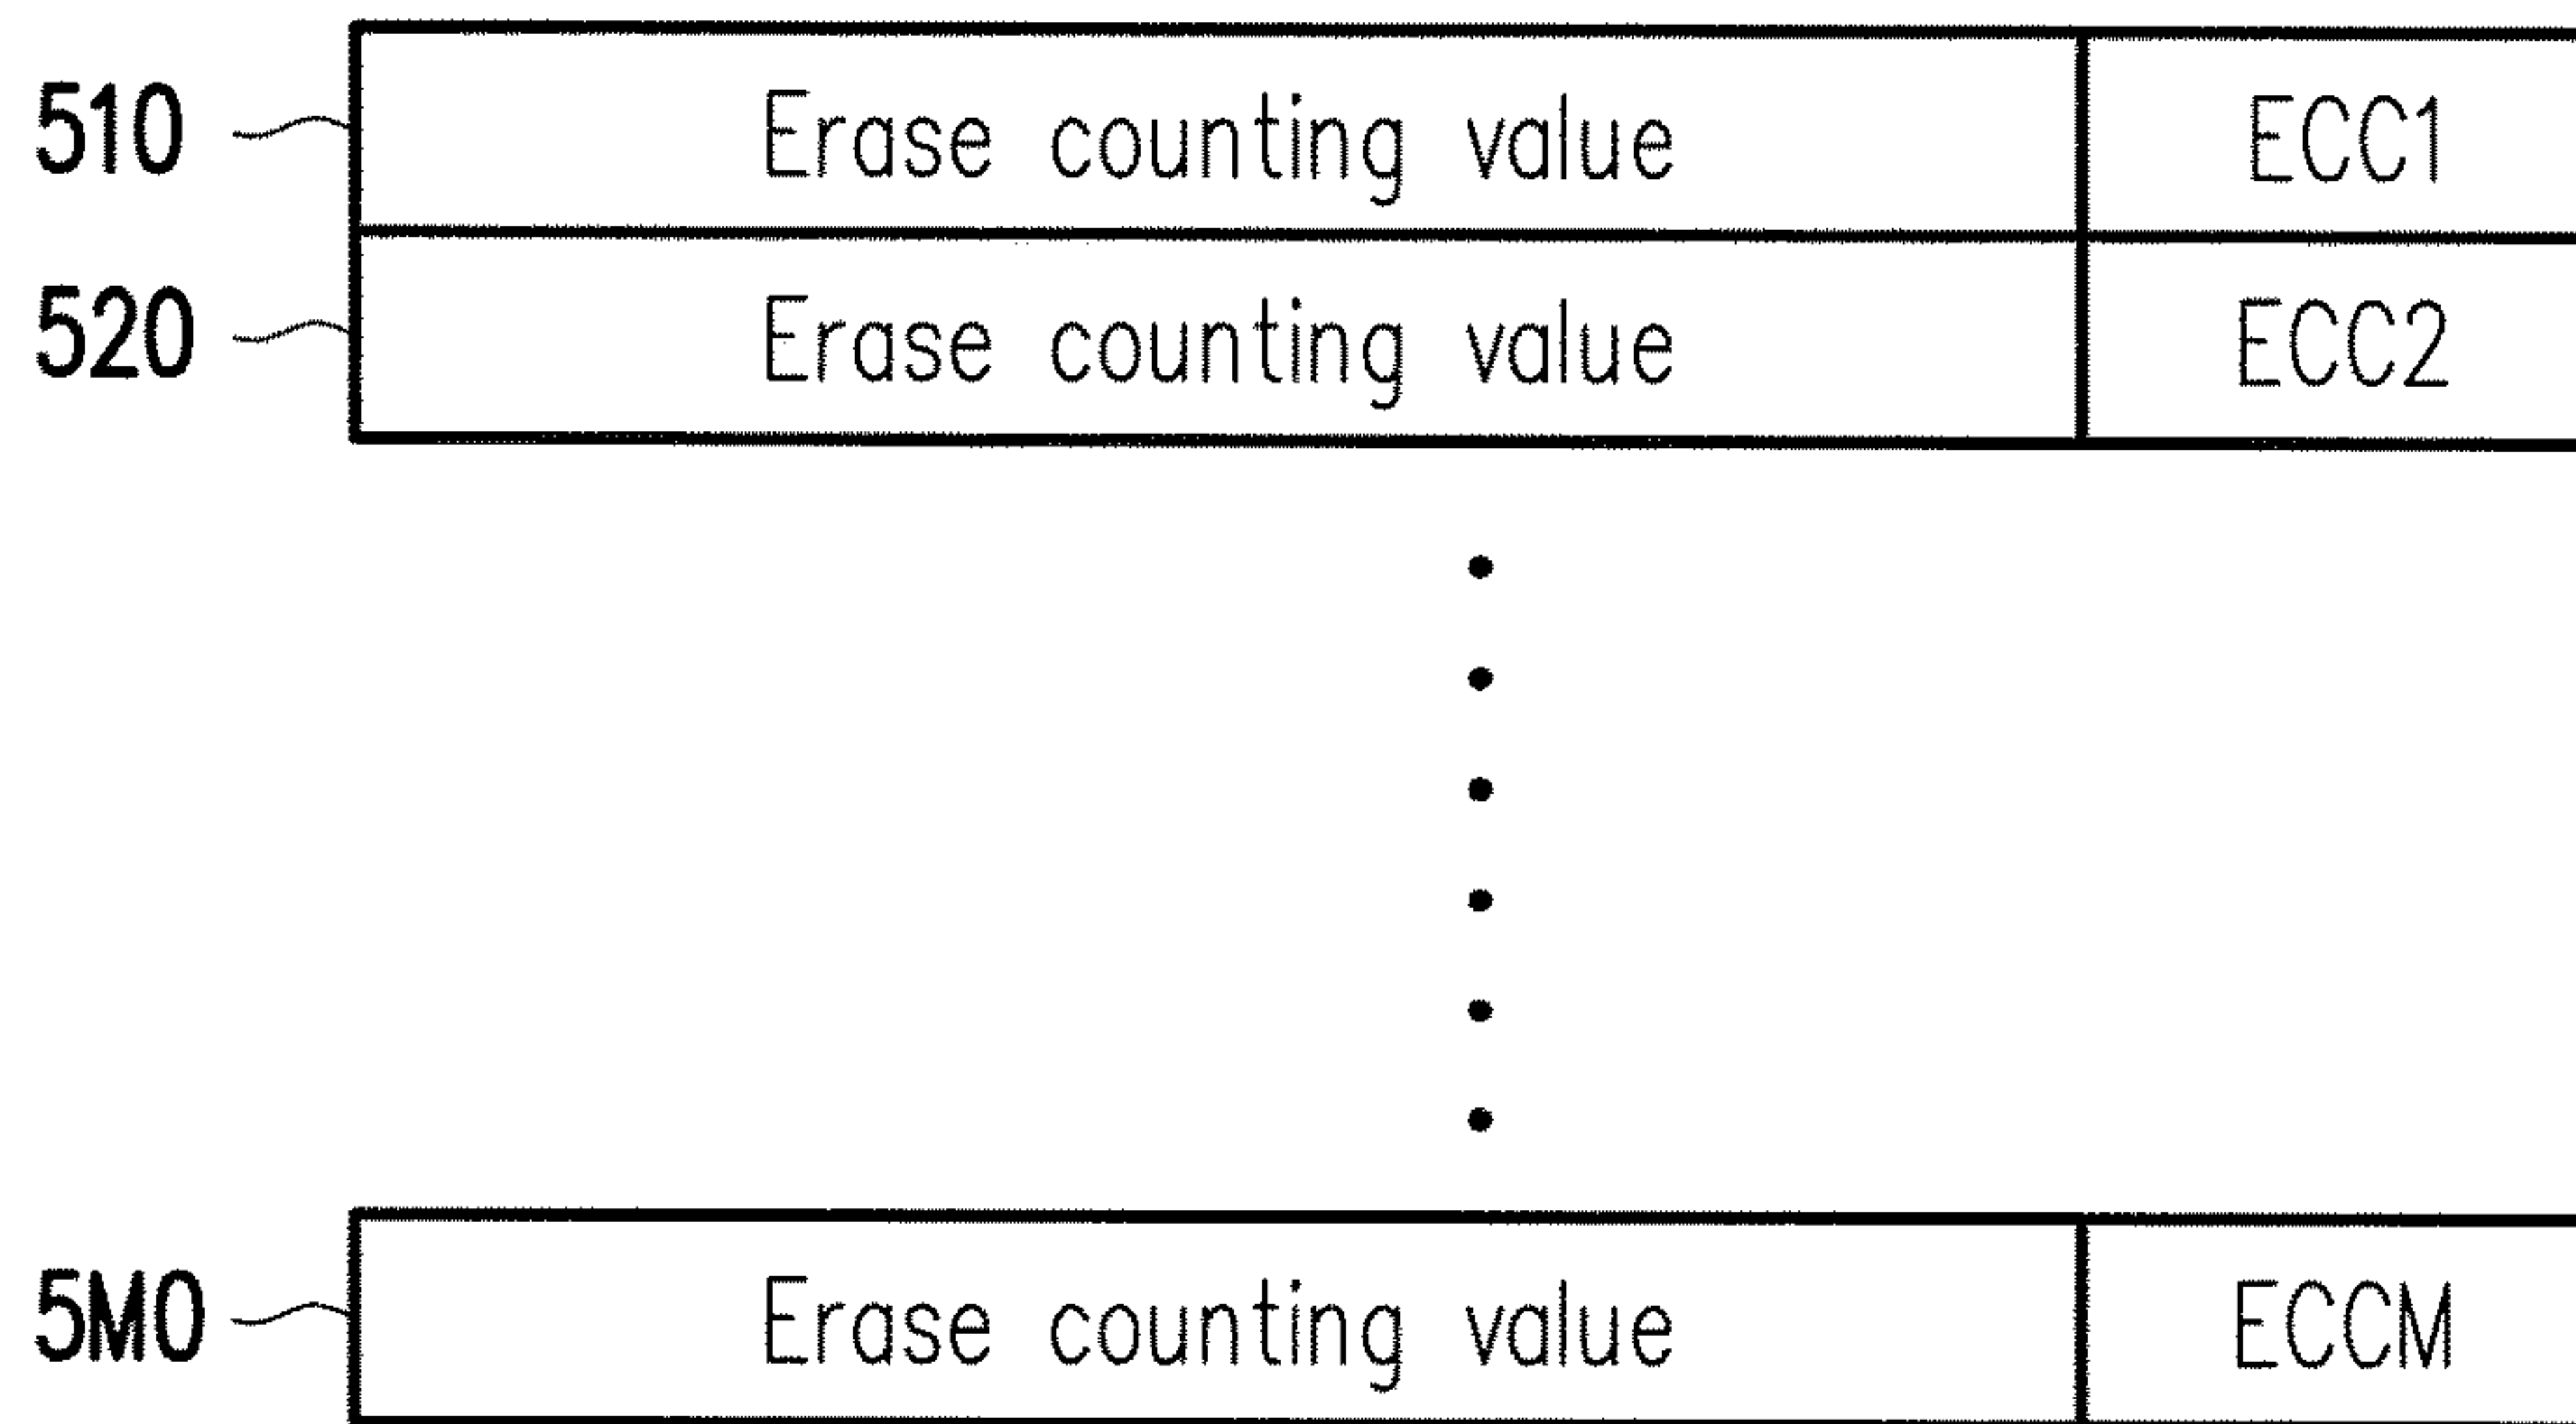 510 Erase counting value ECC1
520 Erase counting value ECC2
5M0 Erase counting value ECCM